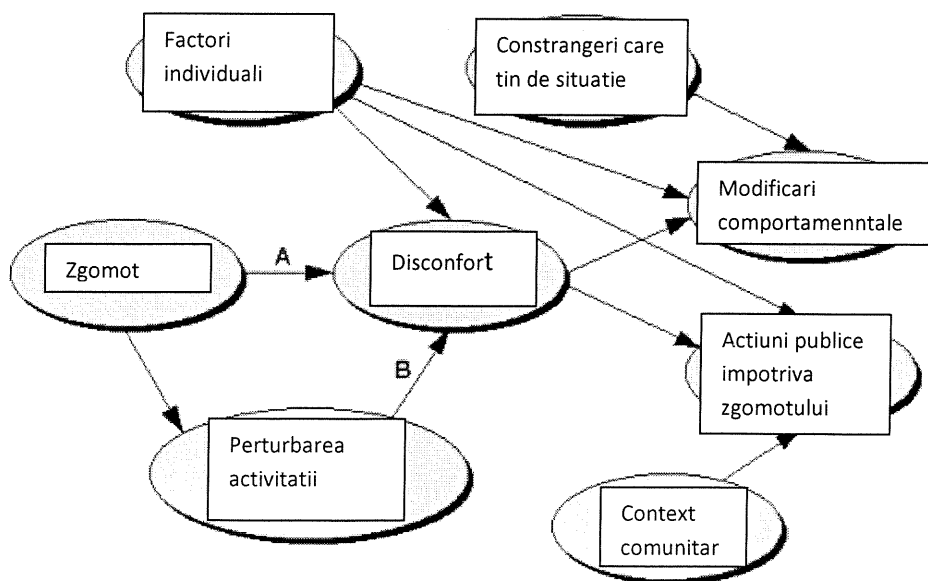 Factori
individuali
Constrangeri care
tin de situatie
Modificari
comportamenntale
Zgomot
A
Disconfort
B
Actiuni publice
impotriva
zgomotului
Perturbarea
activitatii
Context
comunitar